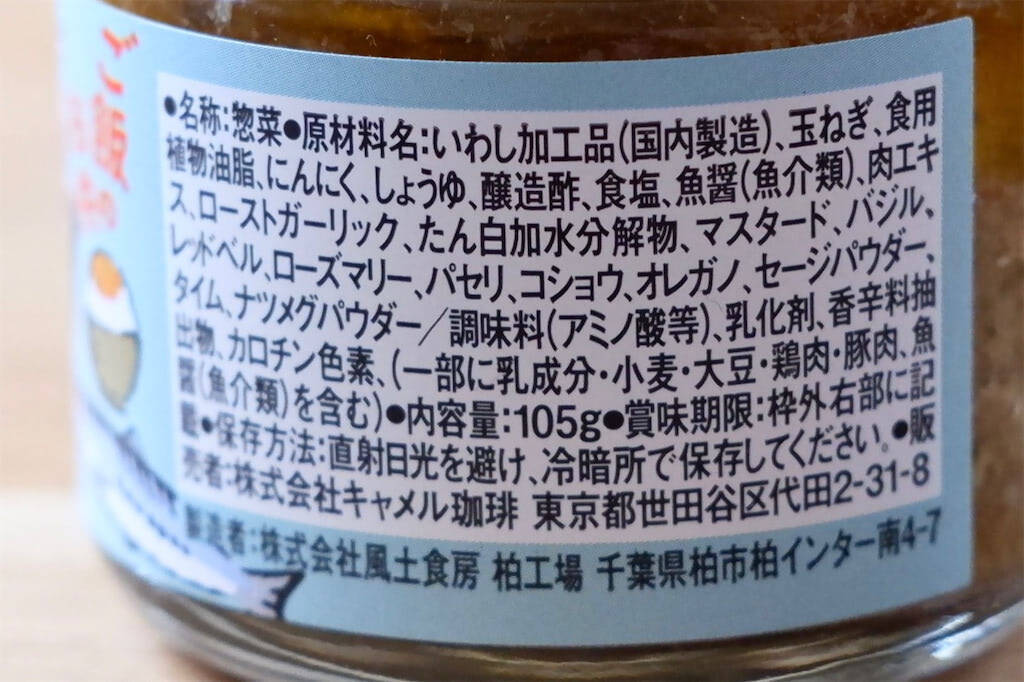 ご飯の
●名称:惣菜●原材料名:いわし加工品(国内製造)、玉ねぎ、食用
植物油脂、にんにく、しょうゆ、醸造酢、食塩、魚醤(魚介類)、肉エキ
ス、ローストガーリック、たん白加水分解物、マスタード、バジル、
レッドベル、ローズマリー、パセリ、コショウ、オレガノ、セージパウダー、
タイム、ナツメグパウダー/調味料(アミノ酸等)、乳化剤、香辛料抽
出物、カロチン色素、(一部に乳成分・小麦・大豆・鶏肉・豚肉、魚
醤(魚介類)を含む)●内容量:105g●賞味期限:枠外右部に記
載●保存方法:直射日光を避け、冷暗所で保存してください。●販
売者:株式会社キャメル珈琲 東京都世田谷区代田2-31-8
製造者:株式会社風土食房 柏工場 千葉県柏市柏インター南4-7